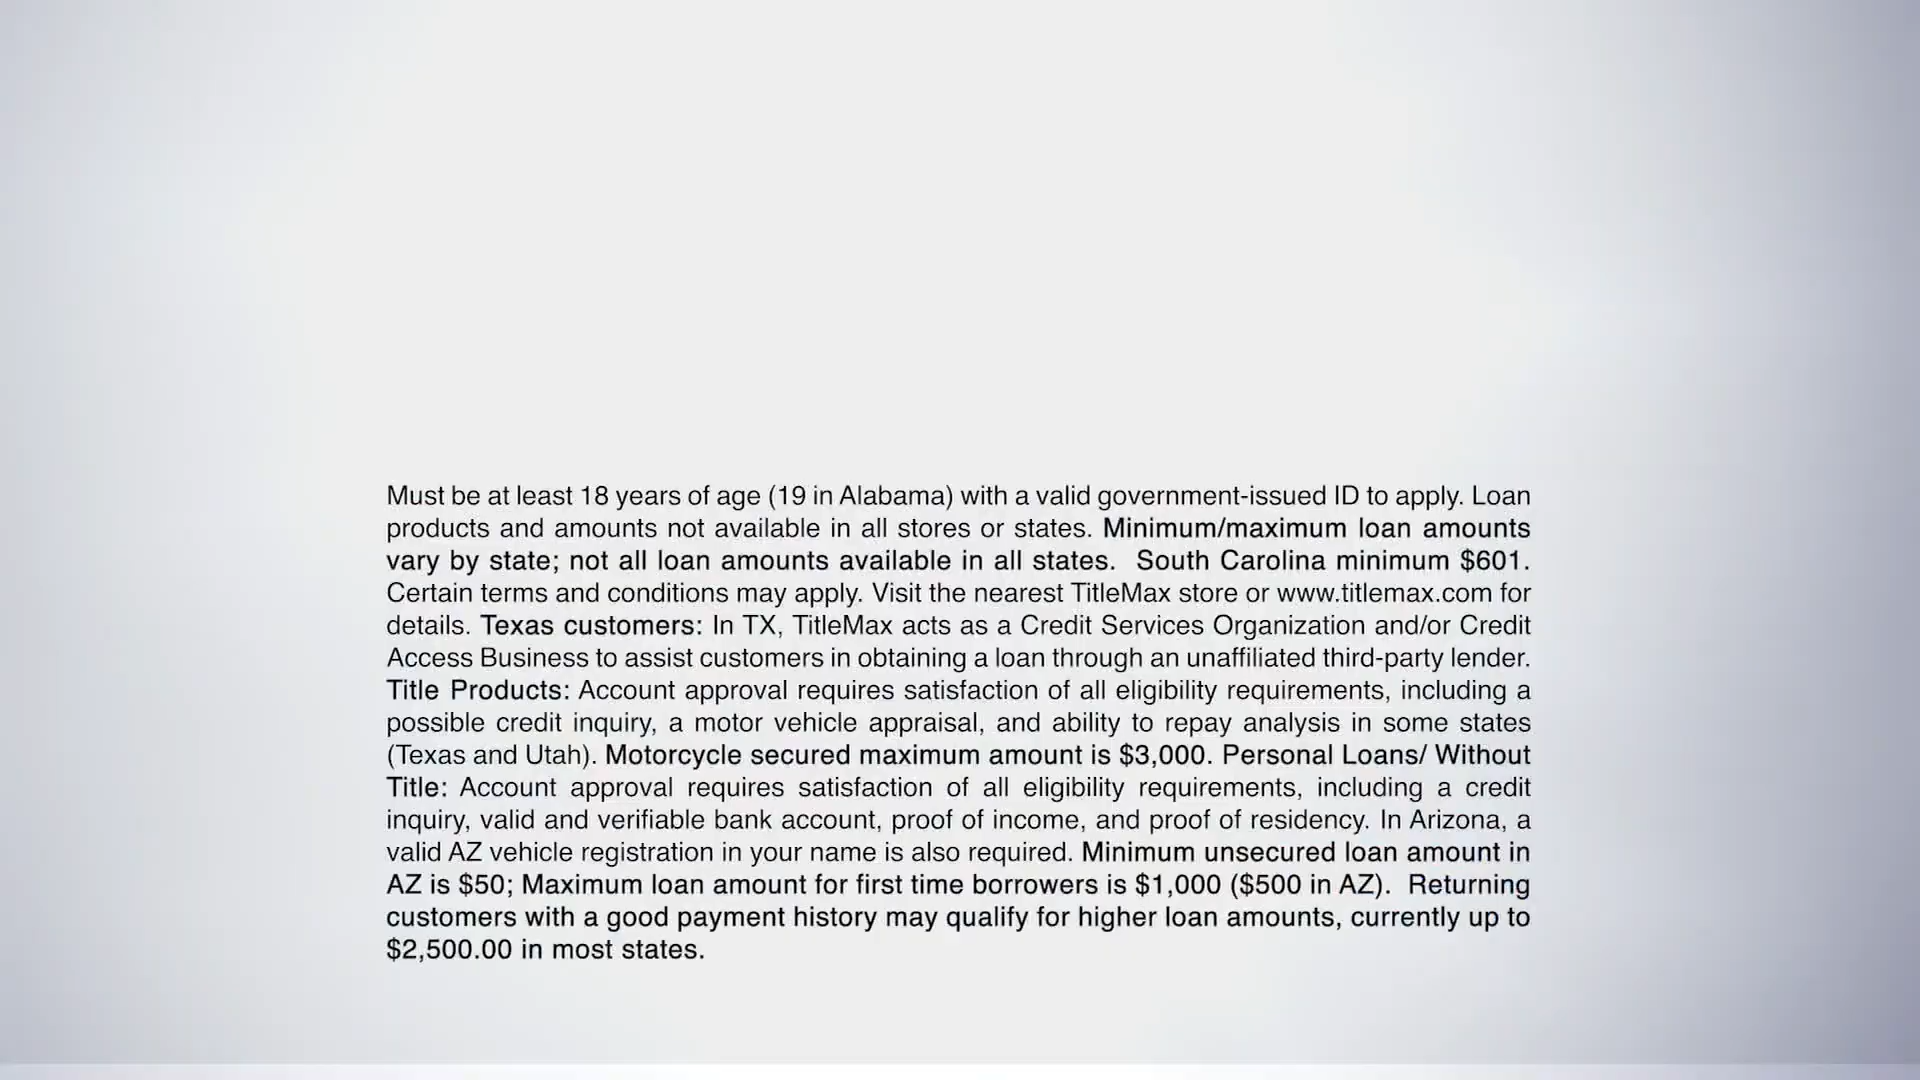 Must be at least 18 years of age (19 in Alabama) with a valid government-issued ID to apply. Loan
products and amounts not available in all stores or states. Minimum/maximum loan amounts
vary by state; not all loan amounts available in all states.  South Carolina minimum $601.
Certain terms and conditions may apply. Visit the nearest TitleMax store or www.titlemax.com for
details. Texas customers: In TX, TitleMax acts as a Credit Services Organization and/or Credit
Access Business to assist customers in obtaining a loan through an unaffiliated third-party lender.
Title Products: Account approval requires satisfaction of all eligibility requirements, including a
possible credit inquiry, a motor vehicle appraisal, and ability to repay analysis in some states
(Texas and Utah). Motorcycle secured maximum amount is $3,000. Personal Loans/ Without
Title: Account approval requires satisfaction of all eligibility requirements, including a credit
inquiry, valid and verifiable bank account, proof of income, and proof of residency. In Arizona, a
valid AZ vehicle registration in your name is also required. Minimum unsecured loan amount in
AZ is $50; Maximum loan amount for first time borrowers is $1,000 ($500 in AZ).  Returning
customers with a good payment history may qualify for higher loan amounts, currently up to
$2,500.00 in most states.